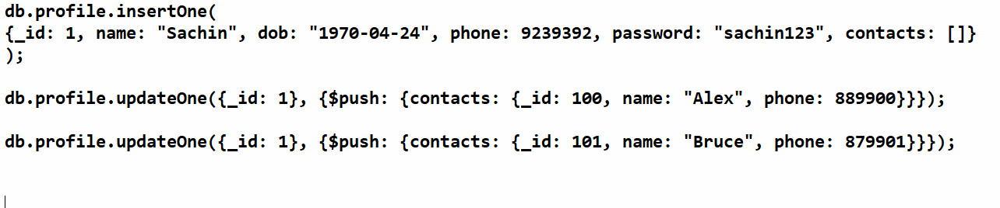 db.profile.insertOne(
{_id: 1, name: "Sachin", dob: "1970-04-24", phone: 9239392, password: "sachin123", contacts: []}
);
db.profile.updateOne({_id: 1}, {$push: {contacts: {_id: 100, name: "Alex", phone: 889900}}});
db.profile.updateOne({_id: 1}, {$push: {contacts: {_id: 101, name: "Bruce", phone: 879901}}});